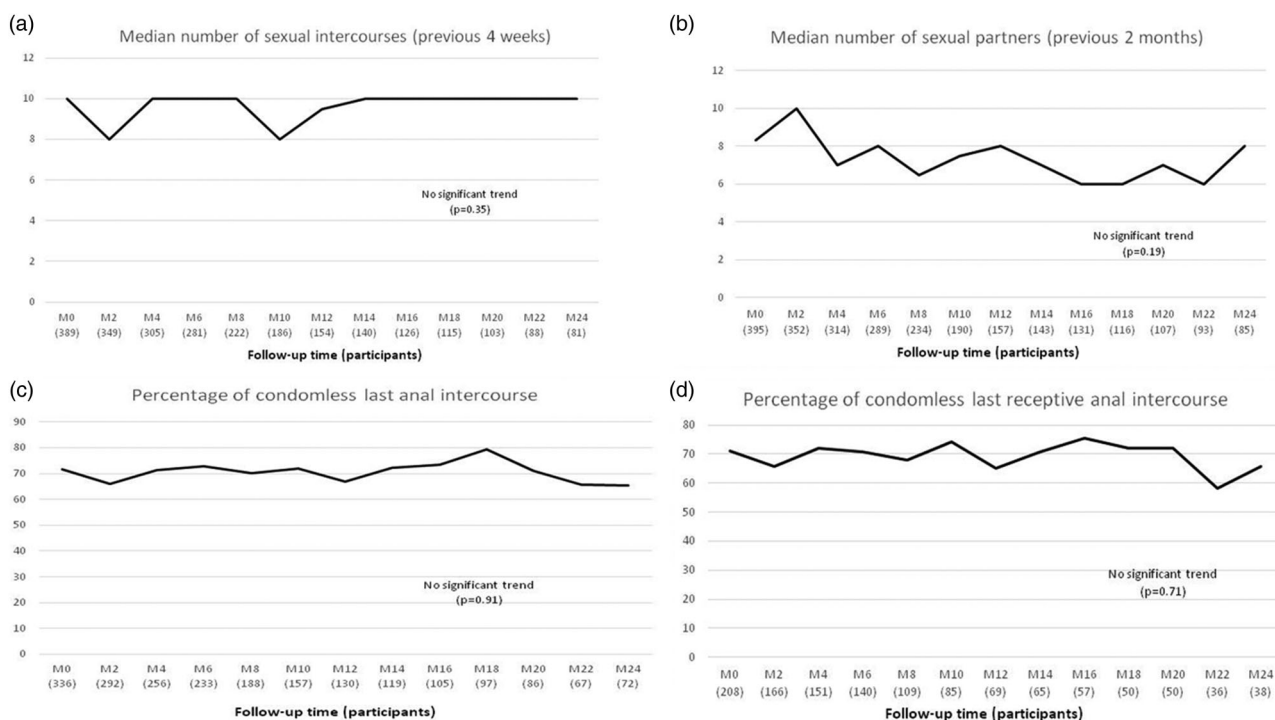 (a)
Median number of sexual intercourses (previous 4 weeks)
12
10
8
6
4
2
0
No significant trend
(p=0.35)
M0 M2 M4 M6 M8 M10 M12 M14 M16 M18 M20 M22 M24
(389) (349) (305) (281) (222) (186) (154) (140) (126) (115) (103) (88) (81)
Follow-up time (participants)
(b)
Median number of sexual partners (previous 2 months)
12
10
8
6
4
2
0
No significant trend
(p=0.19)
M0 M2 M4 M6 M8 M10 M12 M14 M16 M18 M20 M22 M24
(395) (352) (314) (289) (234) (190) (157) (143) (131) (116) (107) (93) (85)
Follow-up time (participants)
(c)
Percentage of condomless last anal intercourse
90
80
70
60
50
40
30
20
10
0
No significant trend
(p=0.91)
M0 M2 M4 M6 M8 M10 M12 M14 M16 M18 M20 M22 M24
(336) (292) (256) (233) (188) (157) (130) (119) (105) (97) (86) (67) (72)
Follow-up time (participants)
(d)
Percentage of condomless last receptive anal intercourse
80
70
60
50
40
30
20
10
0
No significant trend
(p=0.71)
M0 M2 M4 M6 M8 M10 M12 M14 M16 M18 M20 M22 M24
(208) (166) (151) (140) (109) (85) (69) (65) (57) (50) (50) (36) (38)
Follow-up time (participants)